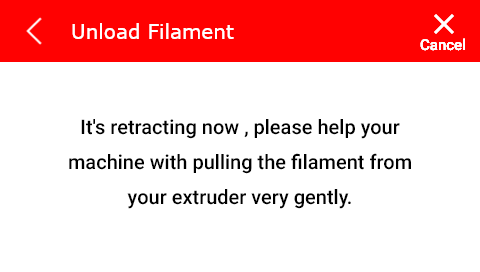 Unload Filament
Cancel
It's retracting now , please help your
machine with pulling the filament from
your extruder very gently.